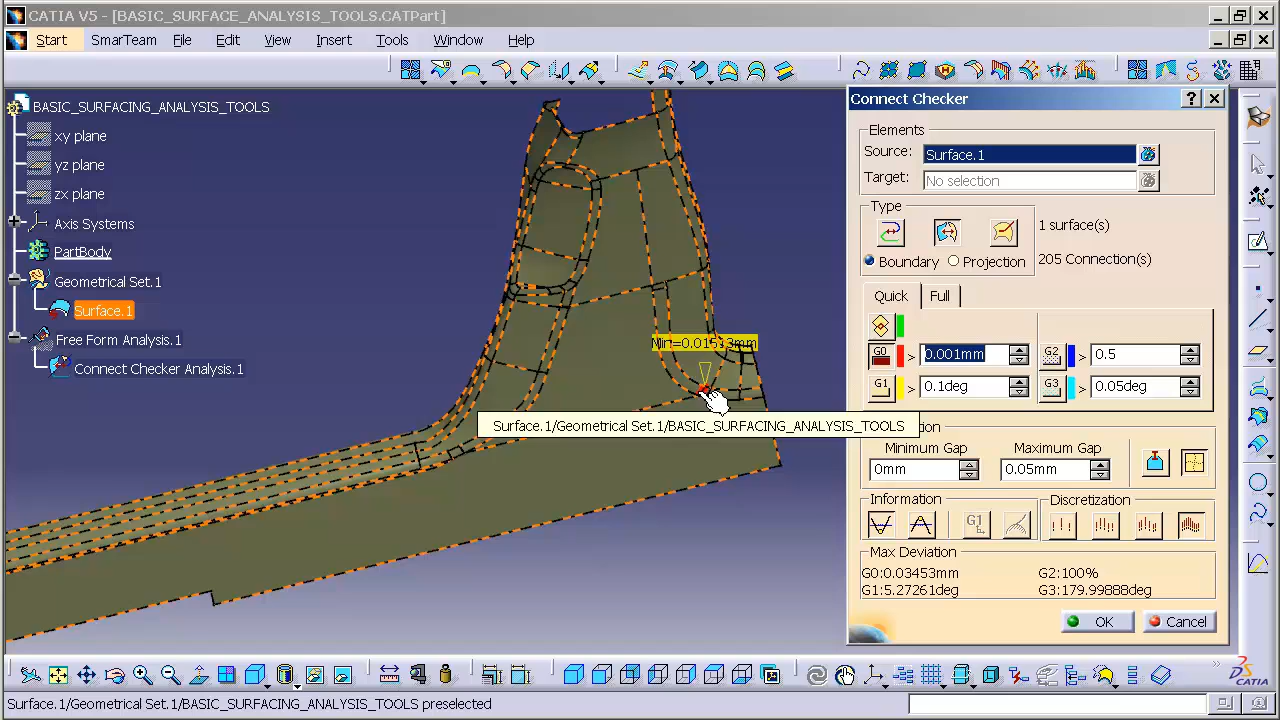 CATIA V5 - [BASIC_SURFACE_ANALYSIS_TOOLS.CATPart]
Start SmarTeam File Edit View Insert Tools Window Help
BASIC_SURFACING_ANALYSIS_TOOLS
xy plane
yz plane
zx plane
Axis Systems
PartBody
Geometrical Set.1
Surface.1
Free Form Analysis.1
Connect Checker Analysis.1
Surface.1/Geometrical Set.1/BASIC_SURFACING_ANALYSIS_TOOLS
Connect Checker
Elements
Source: Surface.1
Target: No selection
Type
1 surface(s)
Boundary Projection 205 Connection(s)
Quick Full
G0 > 0.001mm G2 > 0.5
G1 > 0.1deg G3 > 0.05deg
Minimum Gap Maximum Gap
0mm 0.05mm
Information Discretization
G1
Max Deviation
G0:0.03453mm G2:100%
G1:5.27261deg G3:179.99888deg
OK Cancel
CATIA
Surface.1/Geometrical Set.1/BASIC_SURFACING_ANALYSIS_TOOLS preselected